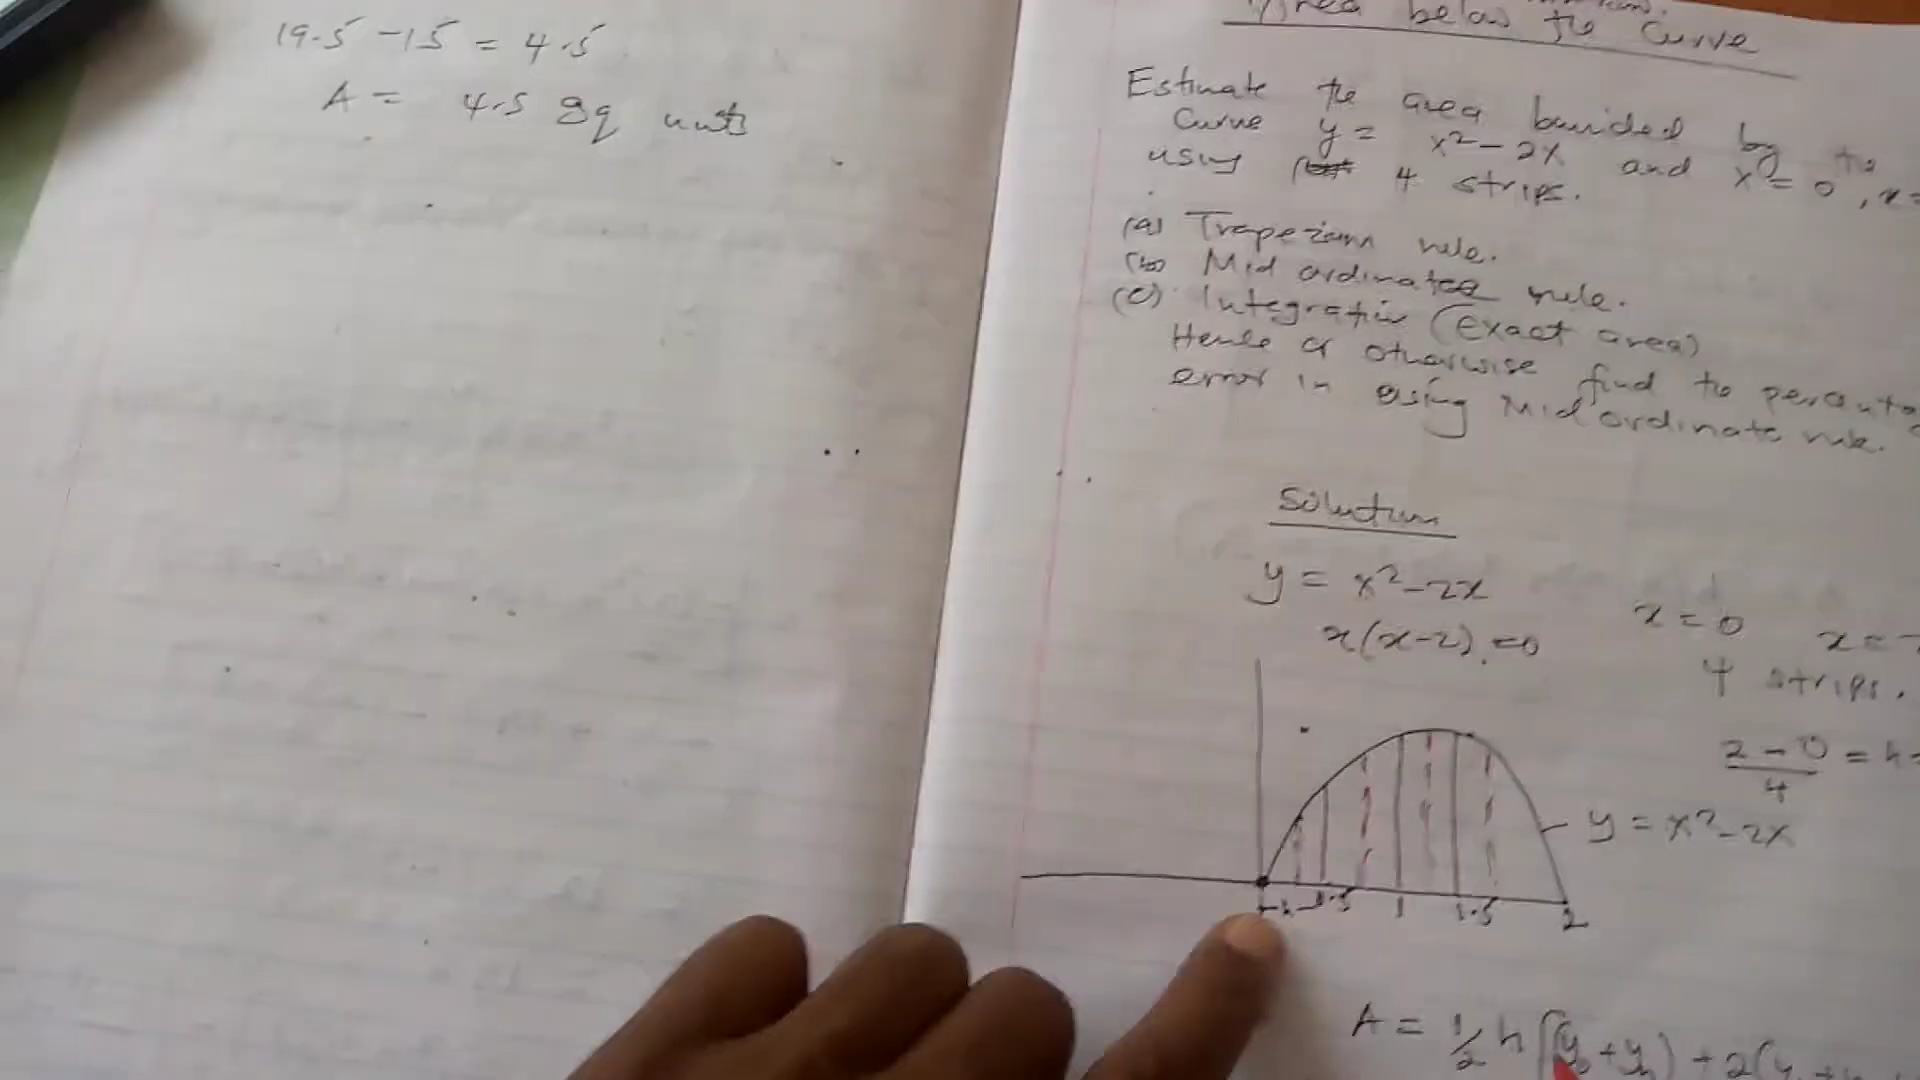 19.5 - 15 = 4.5
A = 4.5 sq units
Area below the Curve
Estimate the area bounded by the
Curve y = x² - 2x and x = 0, x =
using 4 strips.
(a) Trapezium rule.
(b) Mid ordinates rule.
(c) Integration (exact area)
Hence or otherwise find the
error in using Mid ordinate rule.
Solution
y = x² - 2x
x(x-2) = 0
x = 0 x =
4 strips.
2 - 0 = h =
4
y = x² - 2x
h 0.5 1 1.5 2
A = 1/2 h [(y₀ + yₙ) + 2(y₁ +